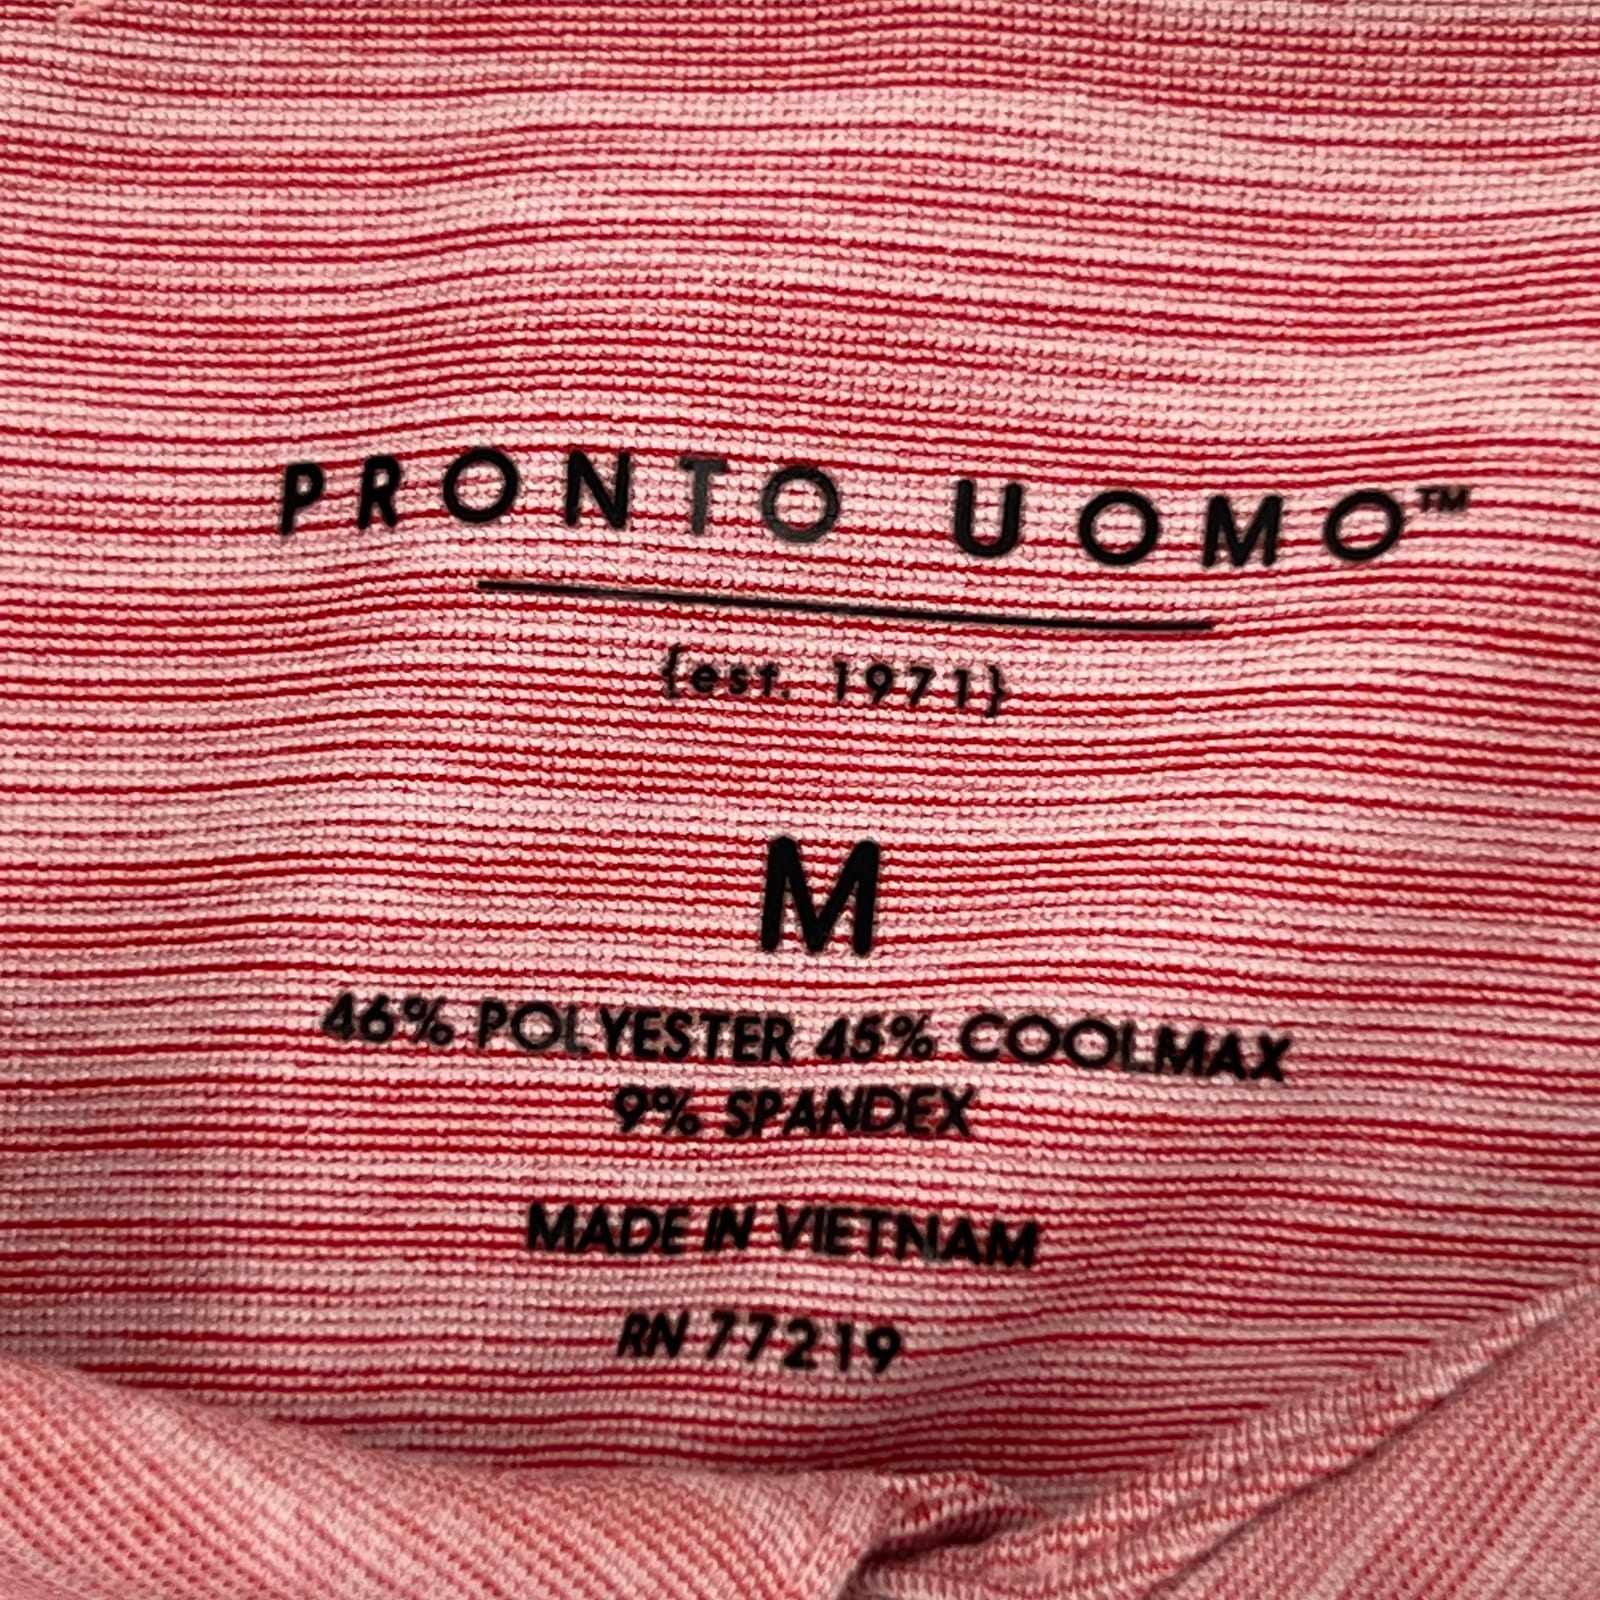 PRONTO UOMO™
{est. 1971}
M
46% POLYESTER 45% COOLMAX
9% SPANDEX
MADE IN VIETNAM
RN 77219